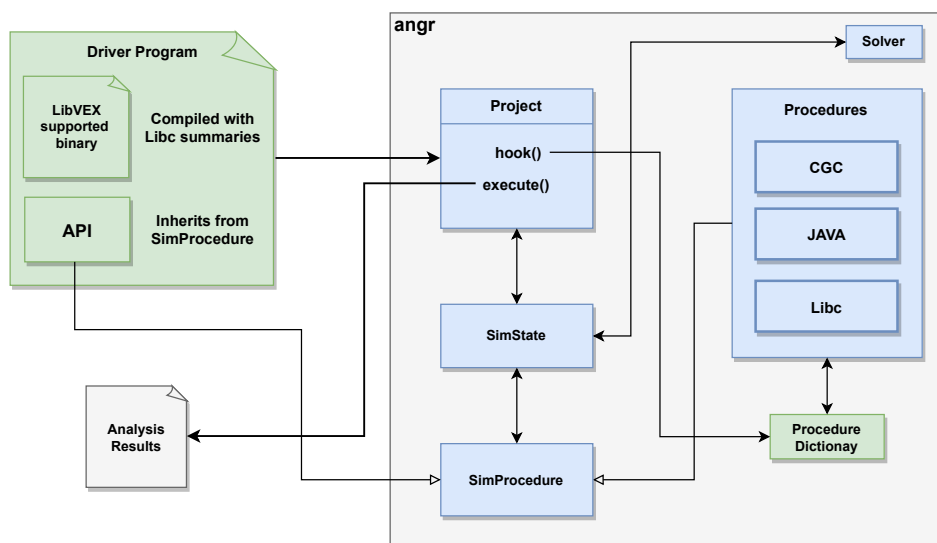 angr
Driver Program
LibVEX
supported
binary
Compiled with
Libc summaries
API
Inherits from
SimProcedure
Analysis
Results
Project
hook()
execute()
SimState
SimProcedure
Solver
Procedures
CGC
JAVA
Libc
Procedure
Dictionay